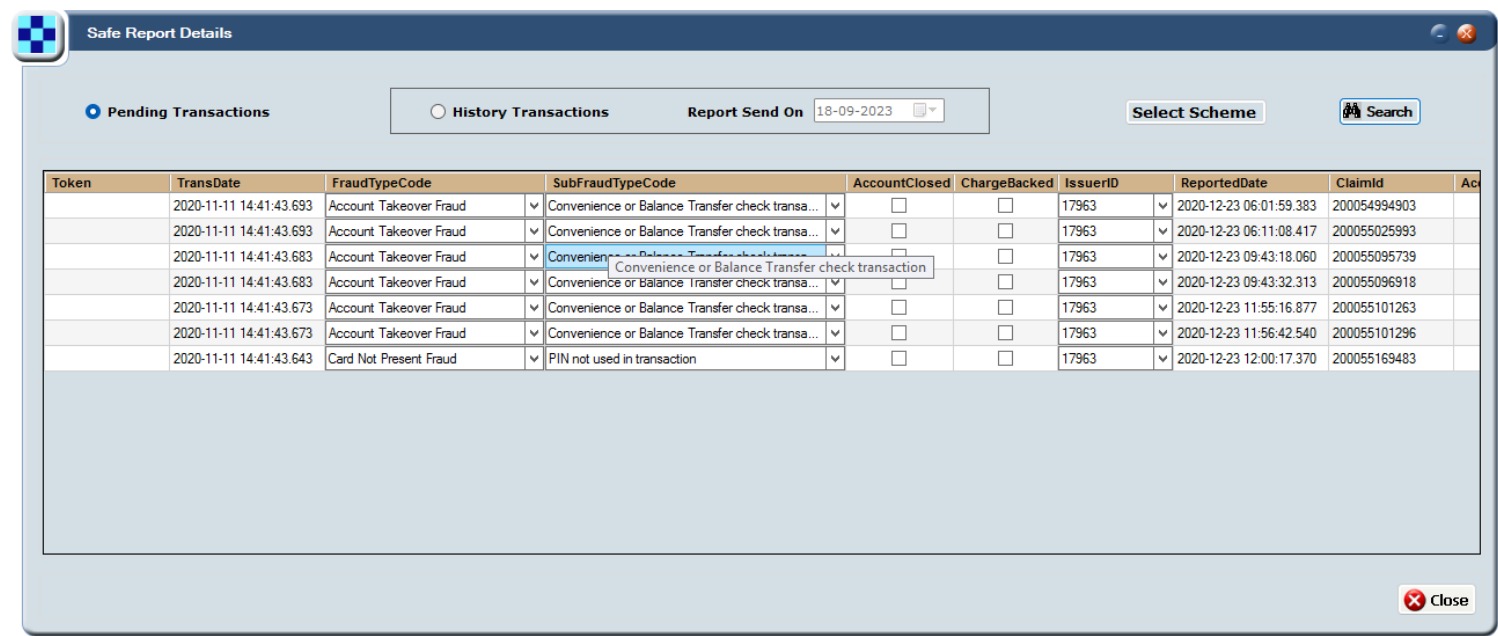 Safe Report Details
Pending Transactions History Transactions Report Send On 18-09-2023 Select Scheme Search
Token TransDate FraudTypeCode SubFraudTypeCode AccountClosed ChargeBacked IssuerID ReportedDate ClaimId
2020-11-11 14:41:43.693 Account Takeover Fraud Convenience or Balance Transfer check transa... 17963 2020-12-23 06:01:59.383 200054994903
2020-11-11 14:41:43.693 Account Takeover Fraud Convenience or Balance Transfer check transa... 17963 2020-12-23 06:11:08.417 200055025993
2020-11-11 14:41:43.683 Account Takeover Fraud 17963 2020-12-23 09:43:18.060 200055095739
Convenience or Balance Transfer check transaction
2020-11-11 14:41:43.683 Account Takeover Fraud Convenience or Balance Transfer check transa... 17963 2020-12-23 09:43:32.313 200055096918
2020-11-11 14:41:43.673 Account Takeover Fraud Convenience or Balance Transfer check transa... 17963 2020-12-23 11:55:16.877 200055101263
2020-11-11 14:41:43.673 Account Takeover Fraud Convenience or Balance Transfer check transa... 17963 2020-12-23 11:56:42.540 200055101296
2020-11-11 14:41:43.643 Card Not Present Fraud PIN not used in transaction 17963 2020-12-23 12:00:17.370 200055169483
Close